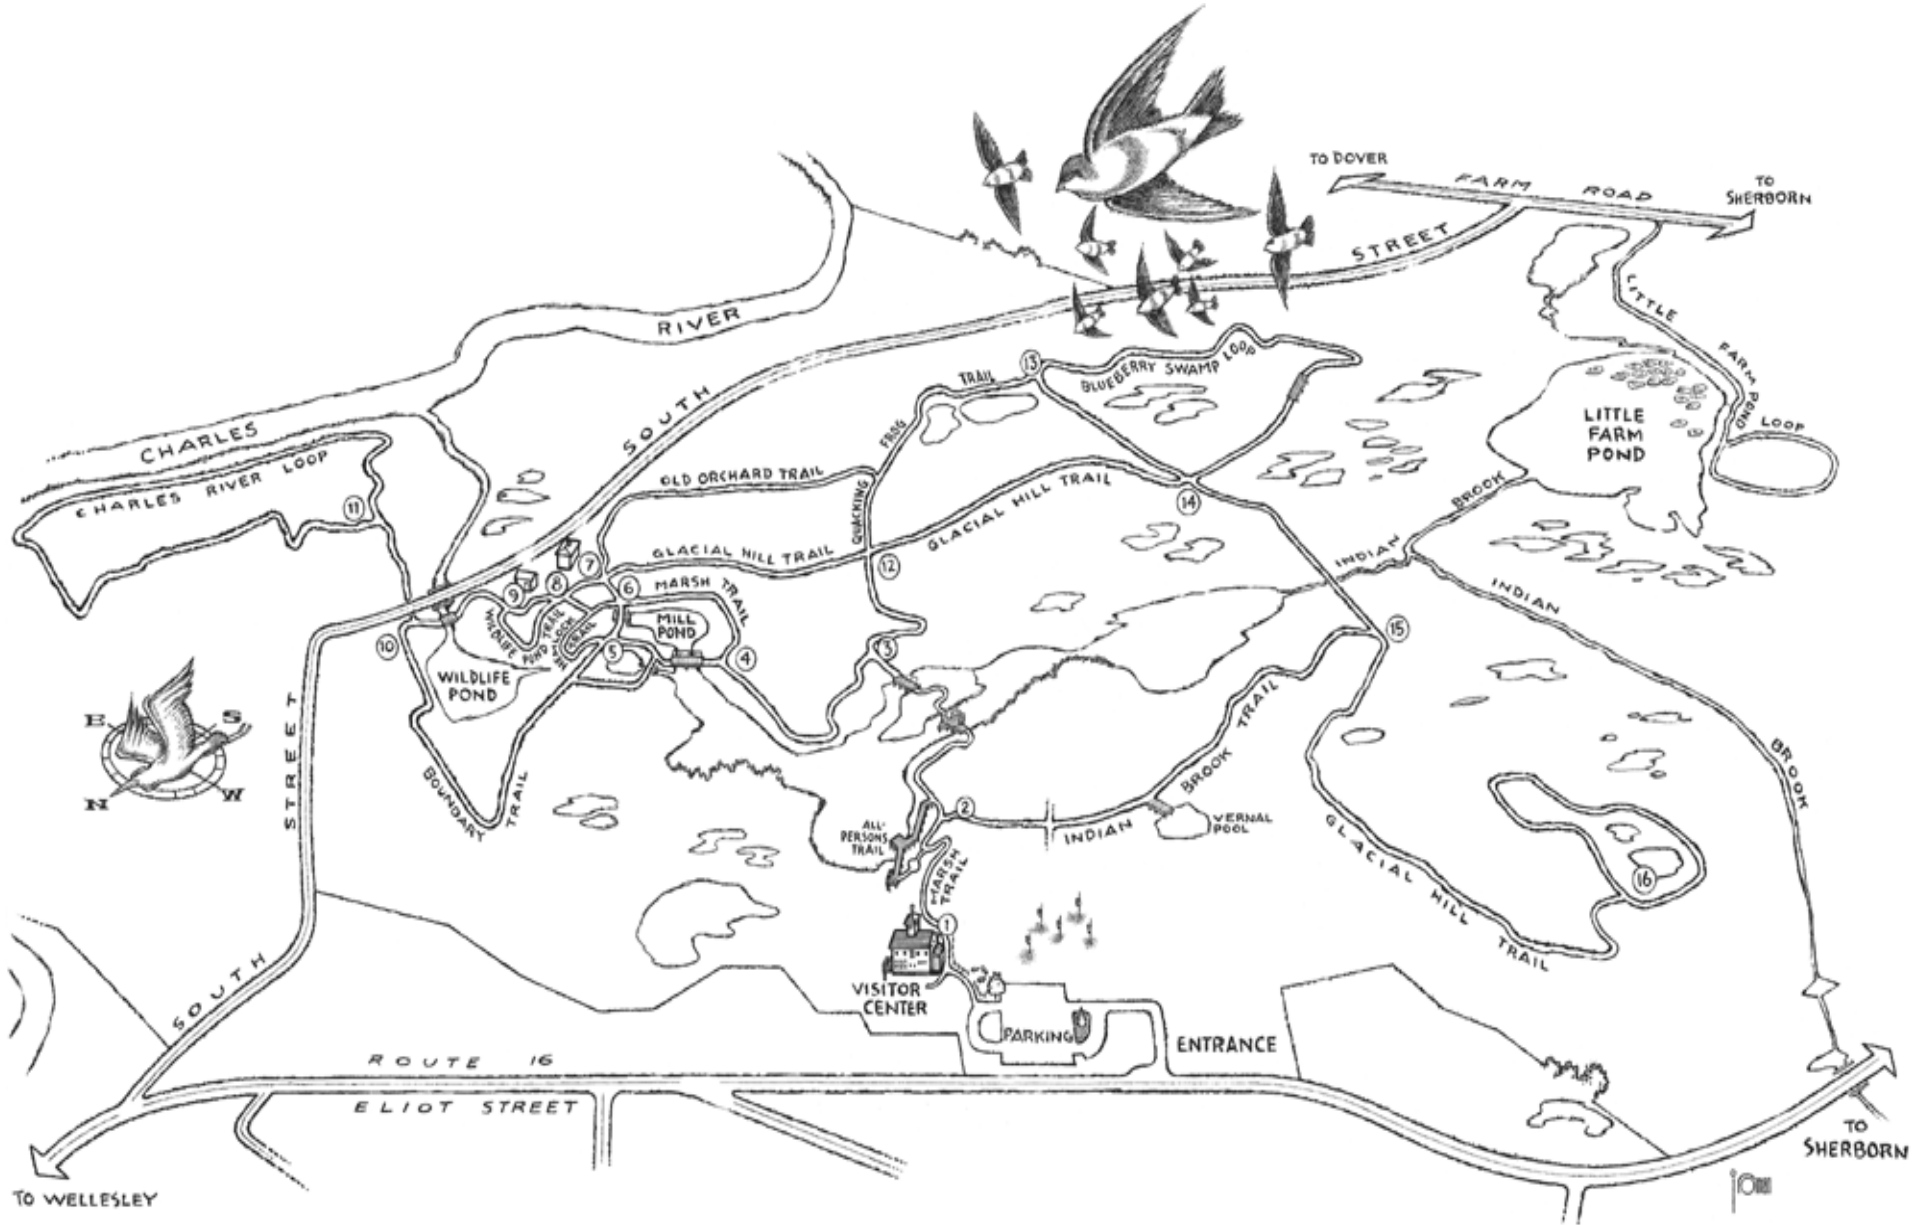 TO DOVER
FARM ROAD
TO
SHERBORN
STREET
LITTLE FARM POND LOOP
RIVER
CHARLES
SOUTH
TRAIL
13
BLUEBERRY SWAMP LOOP
LITTLE
FARM
POND
CHARLES RIVER LOOP
11
FROG
OLD ORCHARD TRAIL
QUACKING
GLACIAL HILL TRAIL
14
BROOK
INDIAN
GLACIAL HILL TRAIL
12
7
8
9
6
MARSH TRAIL
INDIAN
MILL
POND
WILDLIFE POND TRAIL
HEMLOCK
TRAIL
10
5
4
3
15
WILDLIFE
POND
E
S
N
W
STREET
BOUNDARY TRAIL
TRAIL
BROOK
BROOK
2
ALL-
PERSONS
TRAIL
INDIAN
VERNAL
POOL
MARSH
TRAIL
GLACIAL HILL TRAIL
16
1
VISITOR
CENTER
SOUTH
PARKING
ENTRANCE
ROUTE 16
ELIOT STREET
TO
SHERBORN
TO WELLESLEY